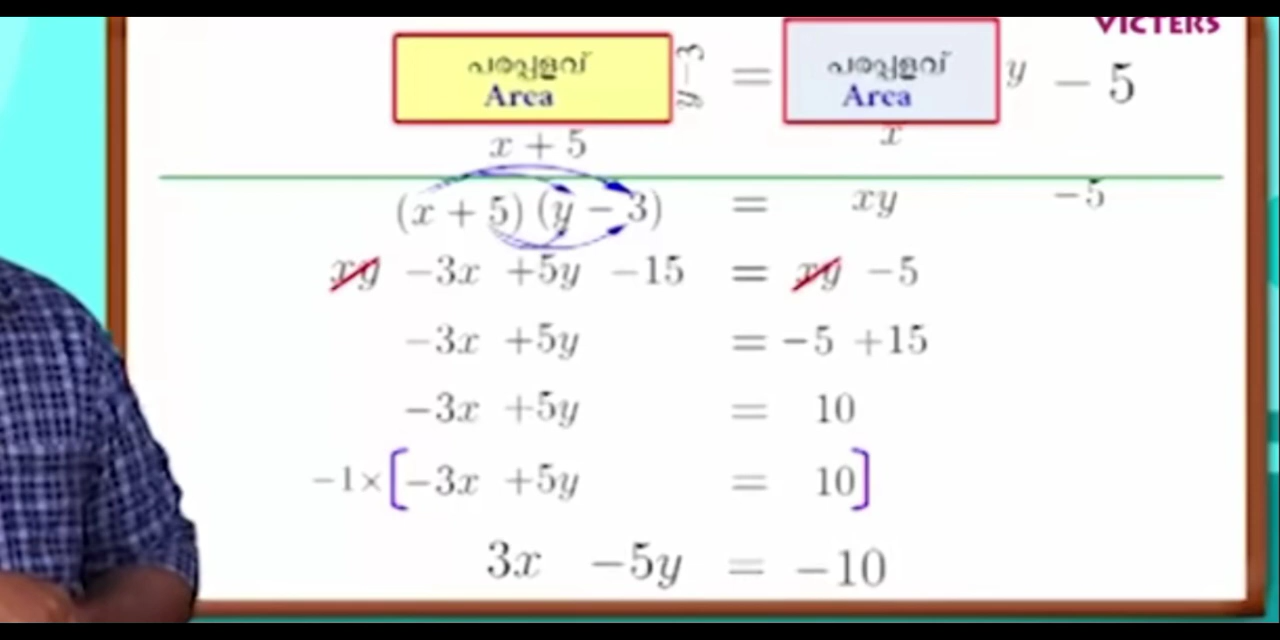 VICTERS
പരപ്പളവ് y−3 = പരപ്പളവ് y − 5
Area Area
x + 5 x
(x + 5) (y − 3) = xy −5
xy −3x +5y −15 = xy −5
−3x +5y = −5 +15
−3x +5y = 10
−1×[−3x +5y = 10]
3x −5y = −10